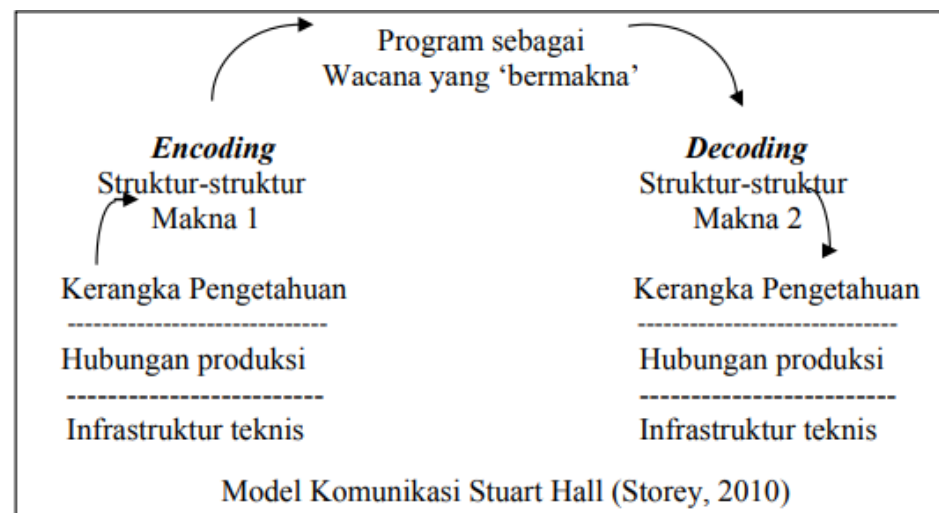 Program sebagai
Wacana yang ‘bermakna’
Encoding
Struktur-struktur
Makna 1
Kerangka Pengetahuan
------------------------------
Hubungan produksi
-------------------------
Infrastruktur teknis
Decoding
Struktur-struktur
Makna 2
Kerangka Pengetahuan
------------------------------
Hubungan produksi
-------------------------
Infrastruktur teknis
Model Komunikasi Stuart Hall (Storey, 2010)